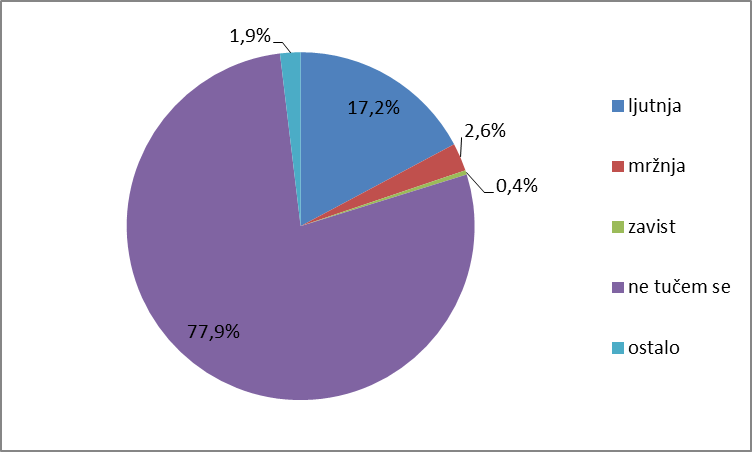 1,9%
17,2%
2,6%
0,4%
77,9%
ljutnja
mržnja
zavist
ne tučem se
ostalo